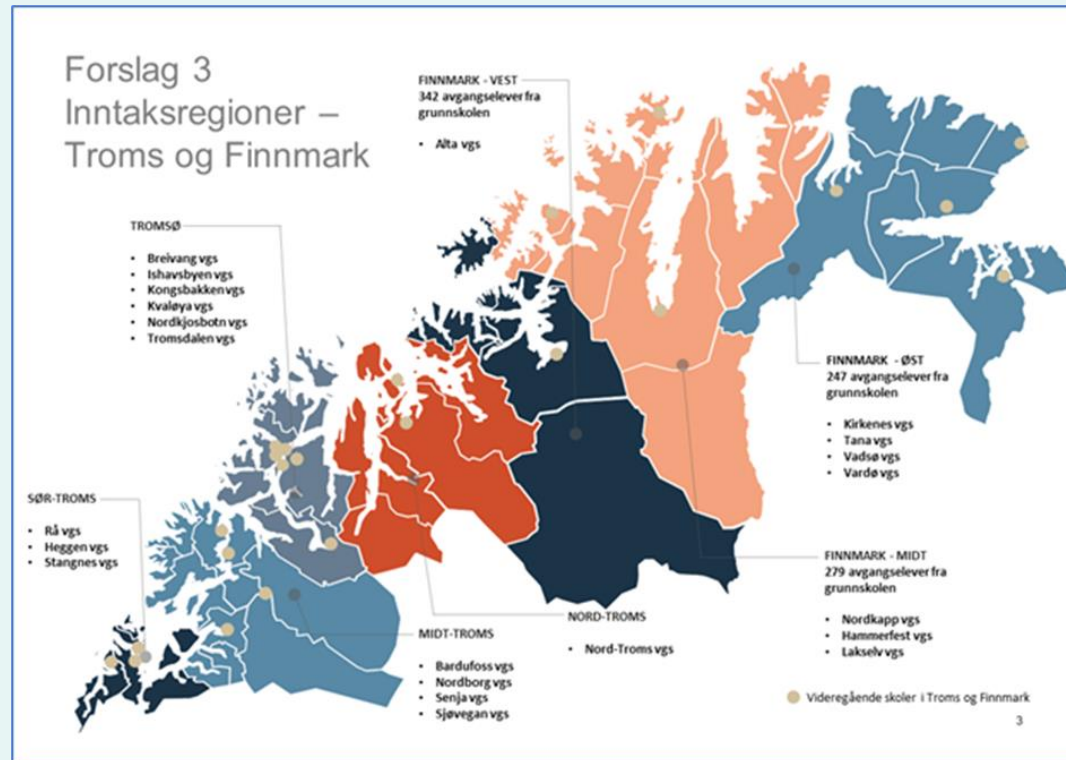 Forslag 3
Inntaksregioner –
Troms og Finnmark
FINNMARK - VEST
342 avgangselever fra
grunnskolen
• Alta vgs
TROMSØ
• Breivang vgs
• Ishavsbyen vgs
• Kongsbakken vgs
• Kvaløya vgs
• Nordkjosbotn vgs
• Tromsdalen vgs
FINNMARK - ØST
247 avgangselever fra
grunnskolen
• Kirkenes vgs
• Tana vgs
• Vadsø vgs
• Vardø vgs
SØR-TROMS
• Rå vgs
• Heggen vgs
• Stangnes vgs
FINNMARK - MIDT
279 avgangselever fra
grunnskolen
• Nordkapp vgs
• Hammerfest vgs
• Lakselv vgs
NORD-TROMS
• Nord-Troms vgs
MIDT-TROMS
• Bardufoss vgs
• Nordborg vgs
• Senja vgs
• Sjøvegan vgs
Videregående skoler i Troms og Finnmark
3